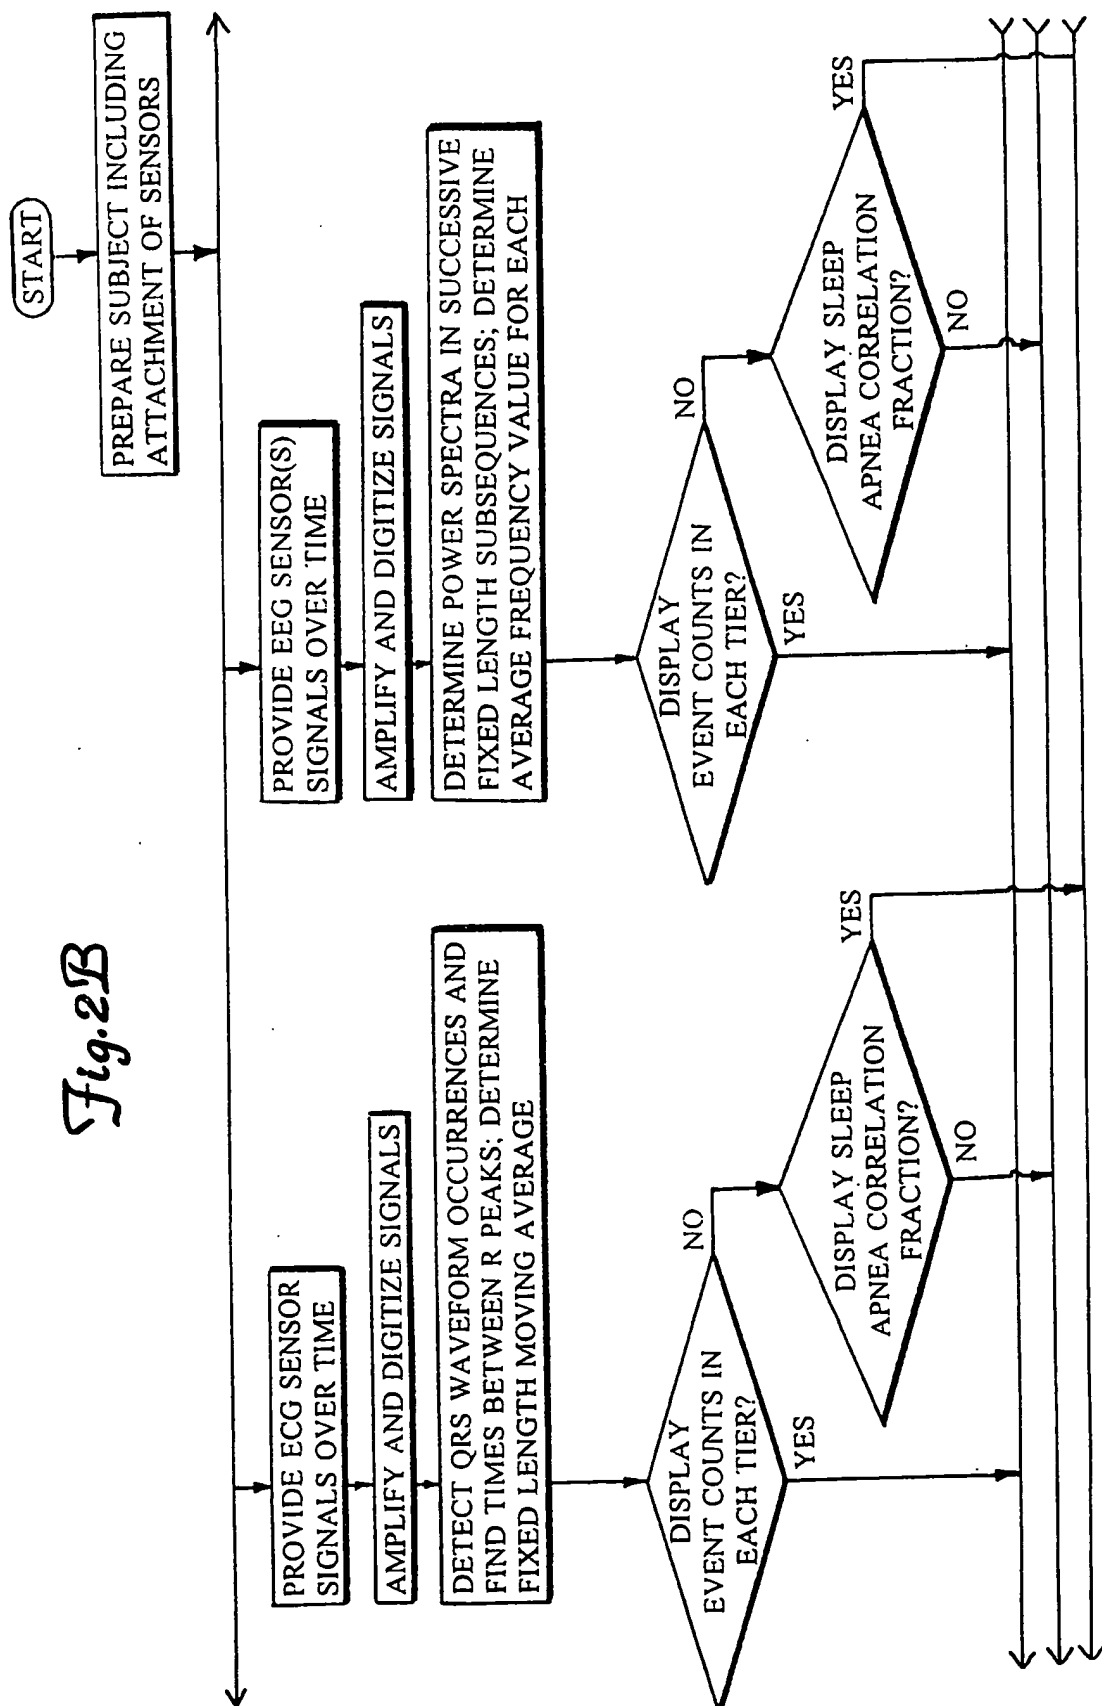 Fig.2B
START
PREPARE SUBJECT INCLUDING
ATTACHMENT OF SENSORS
PROVIDE ECG SENSOR
SIGNALS OVER TIME
AMPLIFY AND DIGITIZE SIGNALS
DETECT QRS WAVEFORM OCCURRENCES AND
FIND TIMES BETWEEN R PEAKS; DETERMINE
FIXED LENGTH MOVING AVERAGE
DISPLAY
EVENT COUNTS IN
EACH TIER?
NO
YES
DISPLAY SLEEP
APNEA CORRELATION
FRACTION?
YES
NO
PROVIDE EEG SENSOR(S)
SIGNALS OVER TIME
AMPLIFY AND DIGITIZE SIGNALS
DETERMINE POWER SPECTRA IN SUCCESSIVE
FIXED LENGTH SUBSEQUENCES; DETERMINE
AVERAGE FREQUENCY VALUE FOR EACH
DISPLAY
EVENT COUNTS IN
EACH TIER?
NO
YES
DISPLAY SLEEP
APNEA CORRELATION
FRACTION?
YES
NO